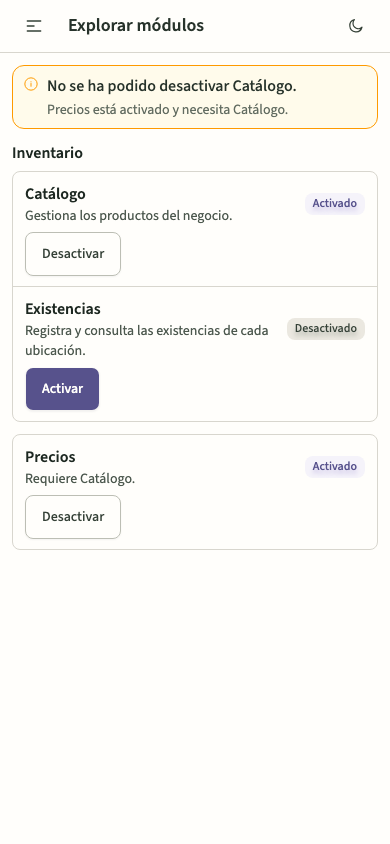 Explorar módulos
No se ha podido desactivar Catálogo.
Precios está activado y necesita Catálogo.
Inventario
Catálogo
Activado
Gestiona los productos del negocio.
Desactivar
Existencias
Desactivado
Registra y consulta las existencias de cada
ubicación.
Activar
Precios
Activado
Requiere Catálogo.
Desactivar